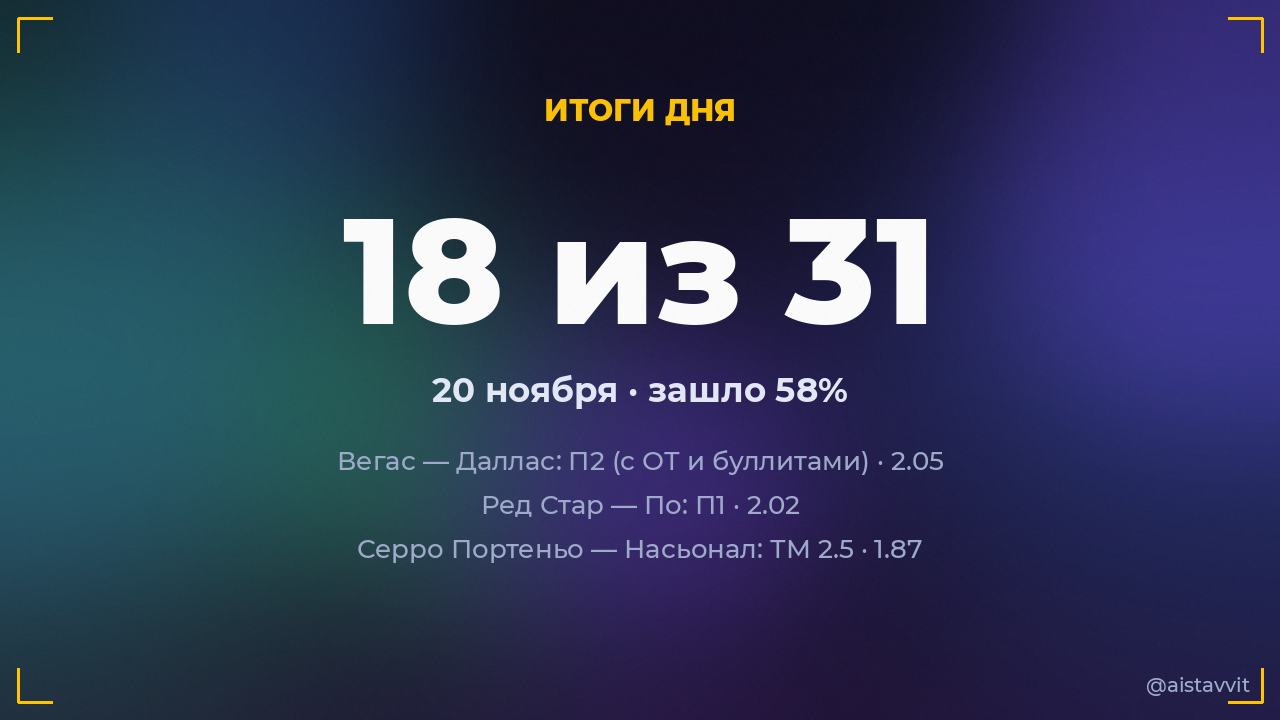 ИТОГИ ДНЯ
18 из 31
20 ноября · зашло 58%
Вегас — Даллас: П2 (с ОТ и буллитами) · 2.05
Ред Стар — По: П1 · 2.02
Серро Портеньо — Насьонал: ТМ 2.5 · 1.87
@aistavvit